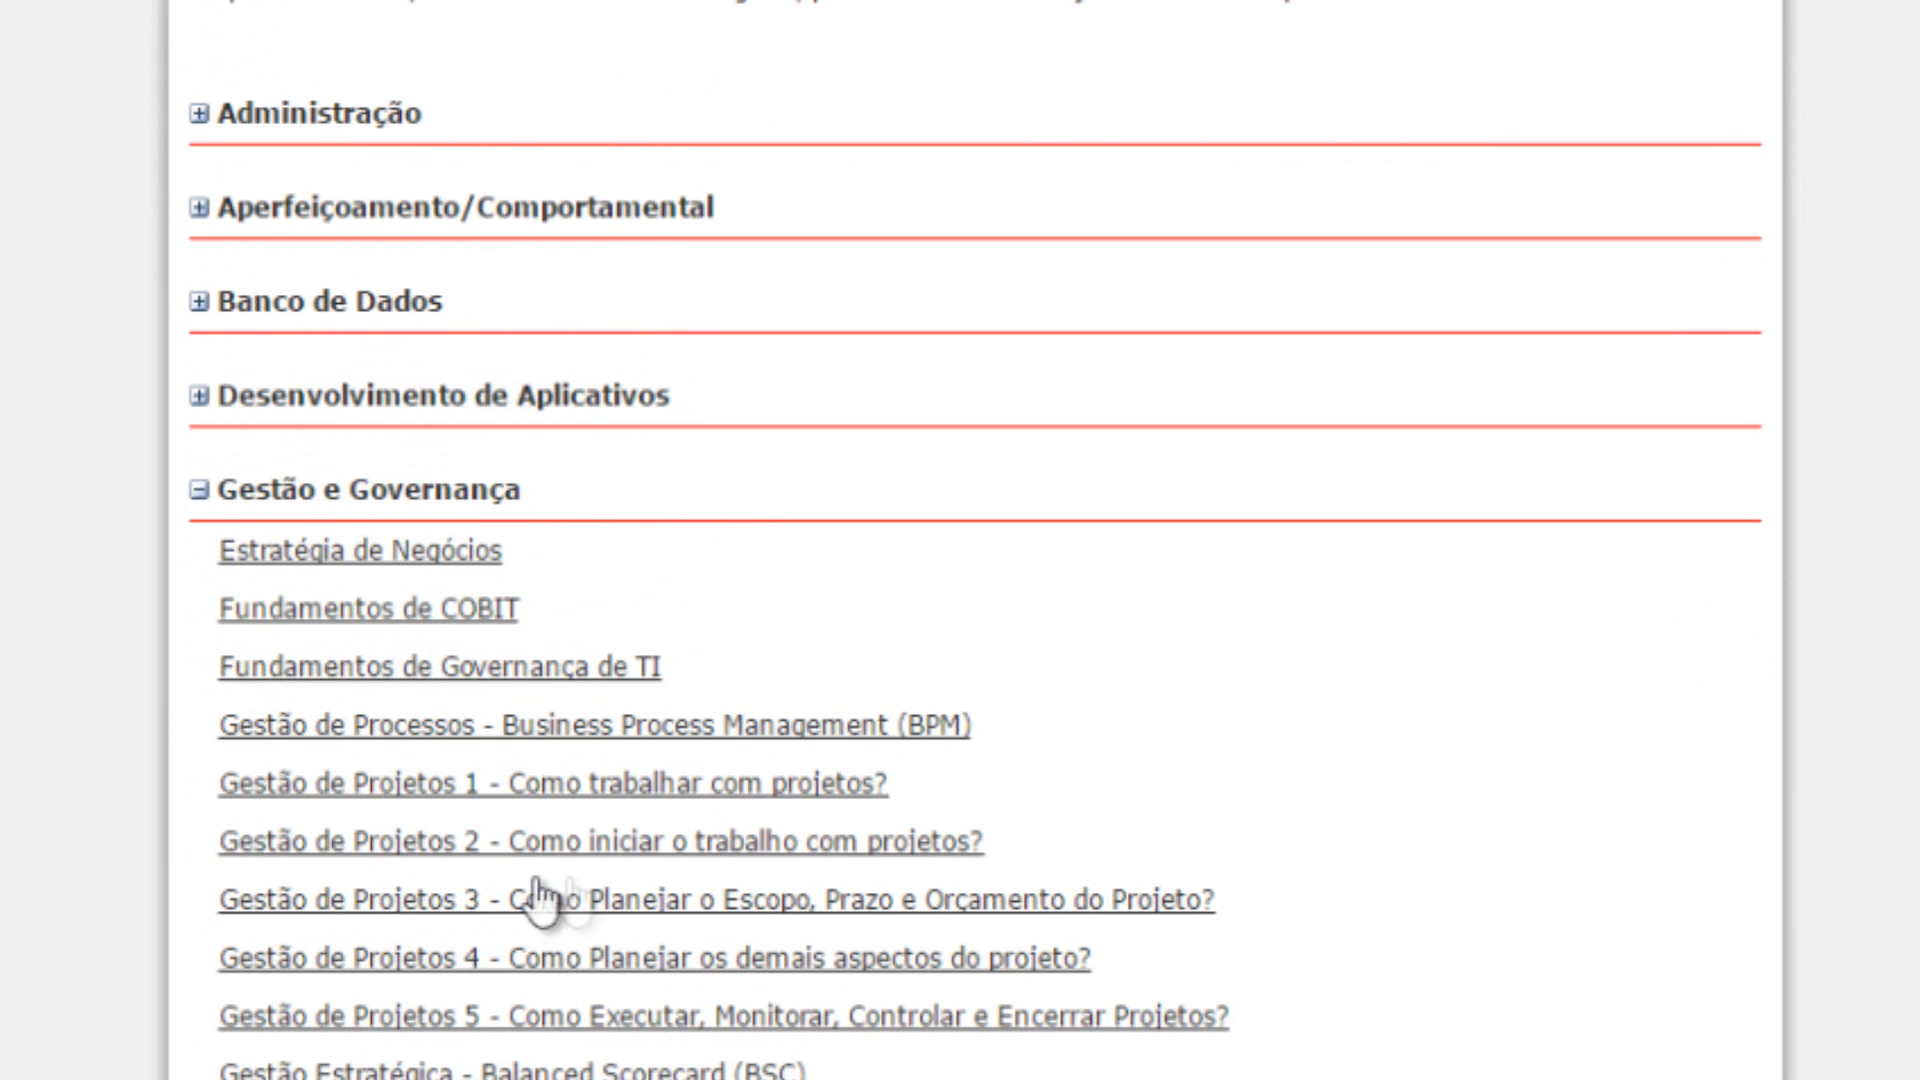 Administração
Aperfeiçoamento/Comportamental
Banco de Dados
Desenvolvimento de Aplicativos
Gestão e Governança
Estratégia de Negócios
Fundamentos de COBIT
Fundamentos de Governança de TI
Gestão de Processos - Business Process Management (BPM)
Gestão de Projetos 1 - Como trabalhar com projetos?
Gestão de Projetos 2 - Como iniciar o trabalho com projetos?
Gestão de Projetos 3 - Como Planejar o Escopo, Prazo e Orçamento do Projeto?
Gestão de Projetos 4 - Como Planejar os demais aspectos do projeto?
Gestão de Projetos 5 - Como Executar, Monitorar, Controlar e Encerrar Projetos?
Gestão Estratégica - Balanced Scorecard (BSC)